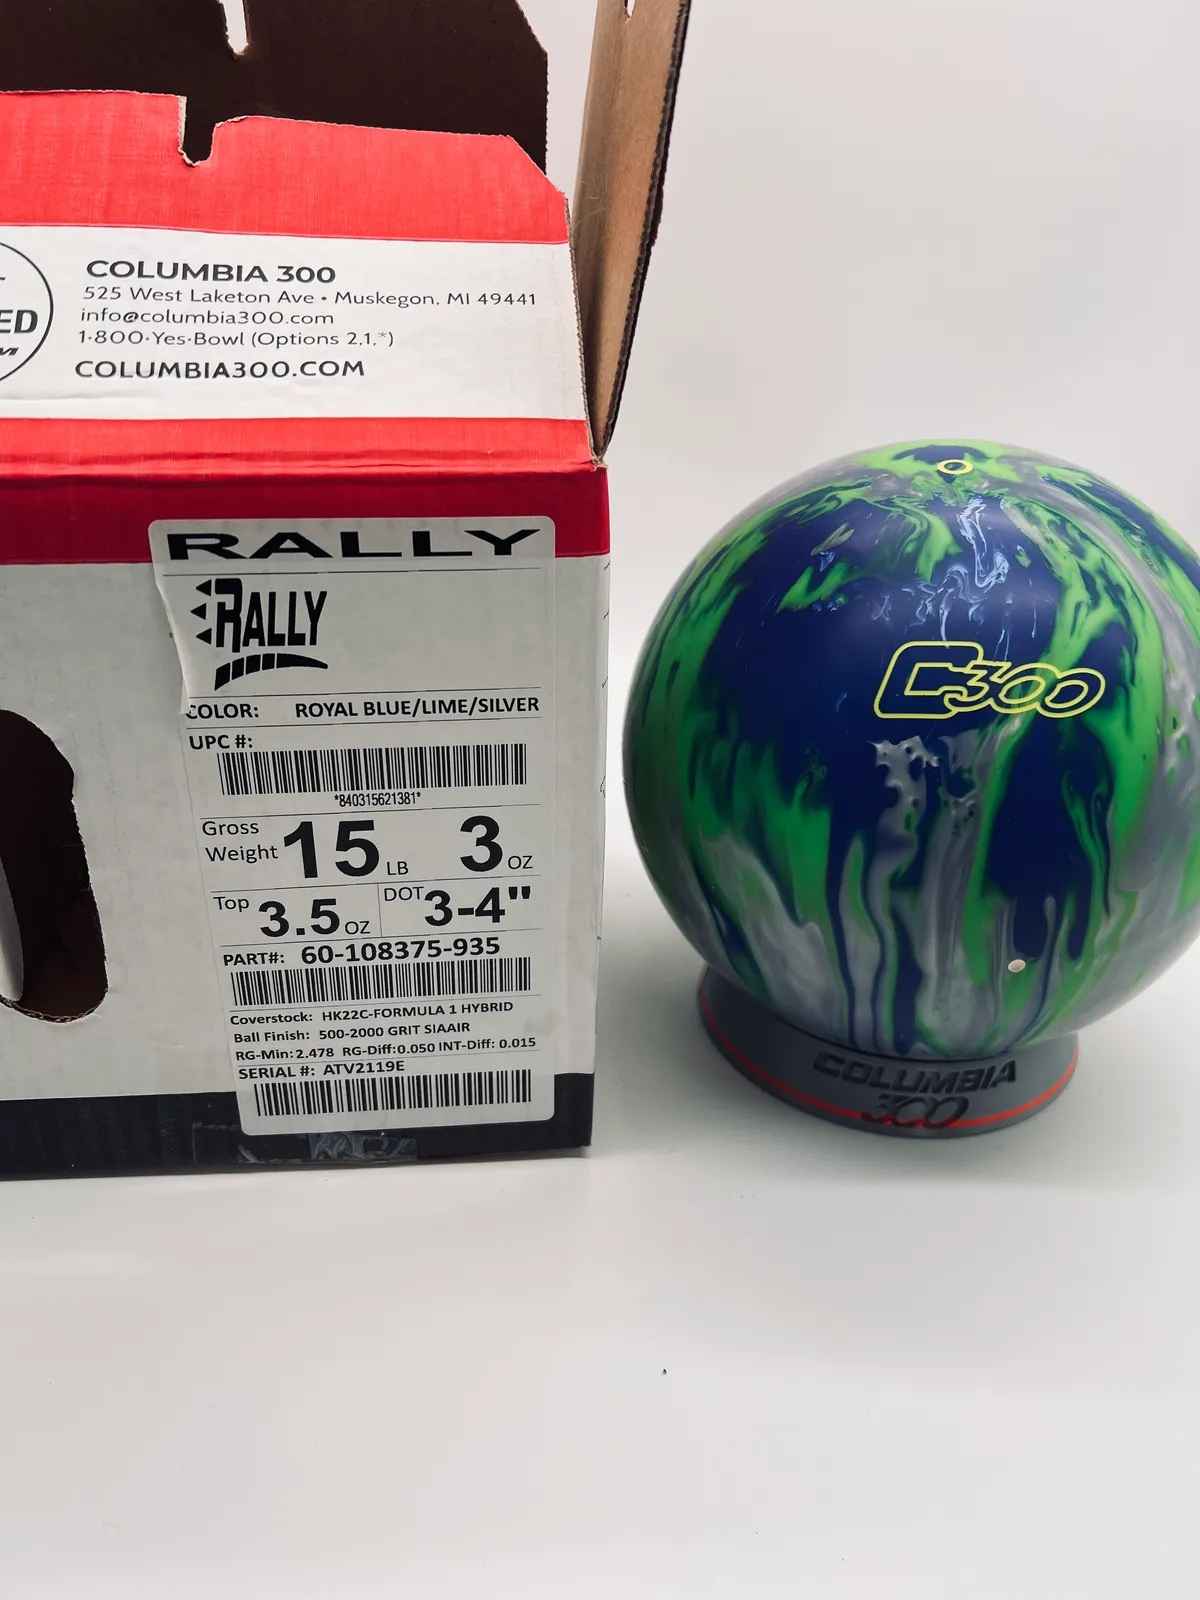 COLUMBIA 300
525 West Laketon Ave • Muskegon, MI 49441
info@columbia300.com
1-800-Yes-Bowl (Options 2,1,*)
COLUMBIA300.COM
RALLY
RALLY
COLOR: ROYAL BLUE/LIME/SILVER
UPC #:
*840315621381*
Gross Weight 15 LB 3 OZ
Top 3.5 OZ DOT 3-4"
PART#: 60-108375-935
Coverstock: HK22C-FORMULA 1 HYBRID
Ball Finish: 500-2000 GRIT SIAAIR
RG-Min: 2.478 RG-Diff: 0.050 INT-Diff: 0.015
SERIAL #: ATV2119E
C300
COLUMBIA
300